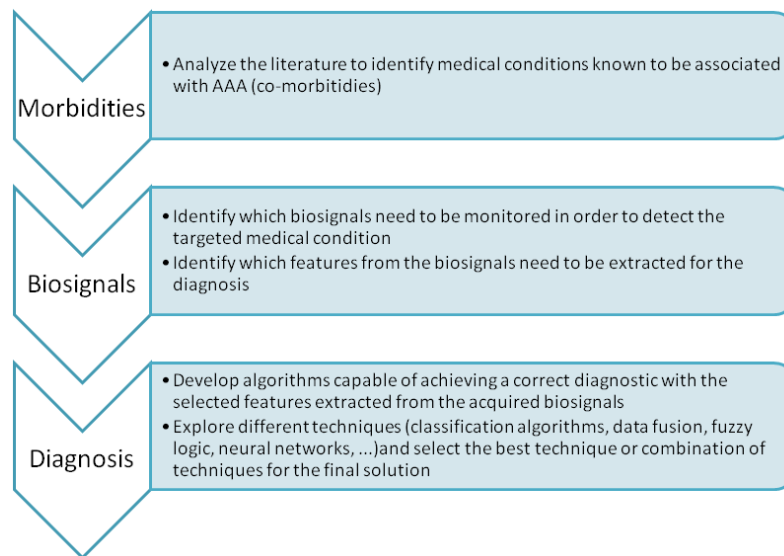 Morbidities
• Analyze the literature to identify medical conditions known to be associated
with AAA (co-morbitidies)
Biosignals
• Identify which biosignals need to be monitored in order to detect the
targeted medical condition
• Identify which features from the biosignals need to be extracted for the
diagnosis
Diagnosis
• Develop algorithms capable of achieving a correct diagnostic with the
selected features extracted from the acquired biosignals
• Explore different techniques (classification algorithms, data fusion, fuzzy
logic, neural networks, ...)and select the best technique or combination of
techniques for the final solution